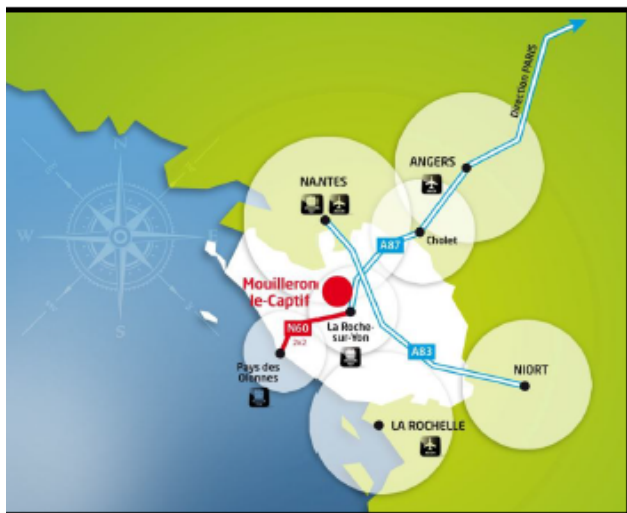 Direction PARIS
N
ANGERS
NANTES
Cholet
W
E
A87
Mouilleron
le-Captif
S
N60
2x2
La Roche-
sur-Yon
A83
Pays des
Olonnes
NIORT
LA ROCHELLE